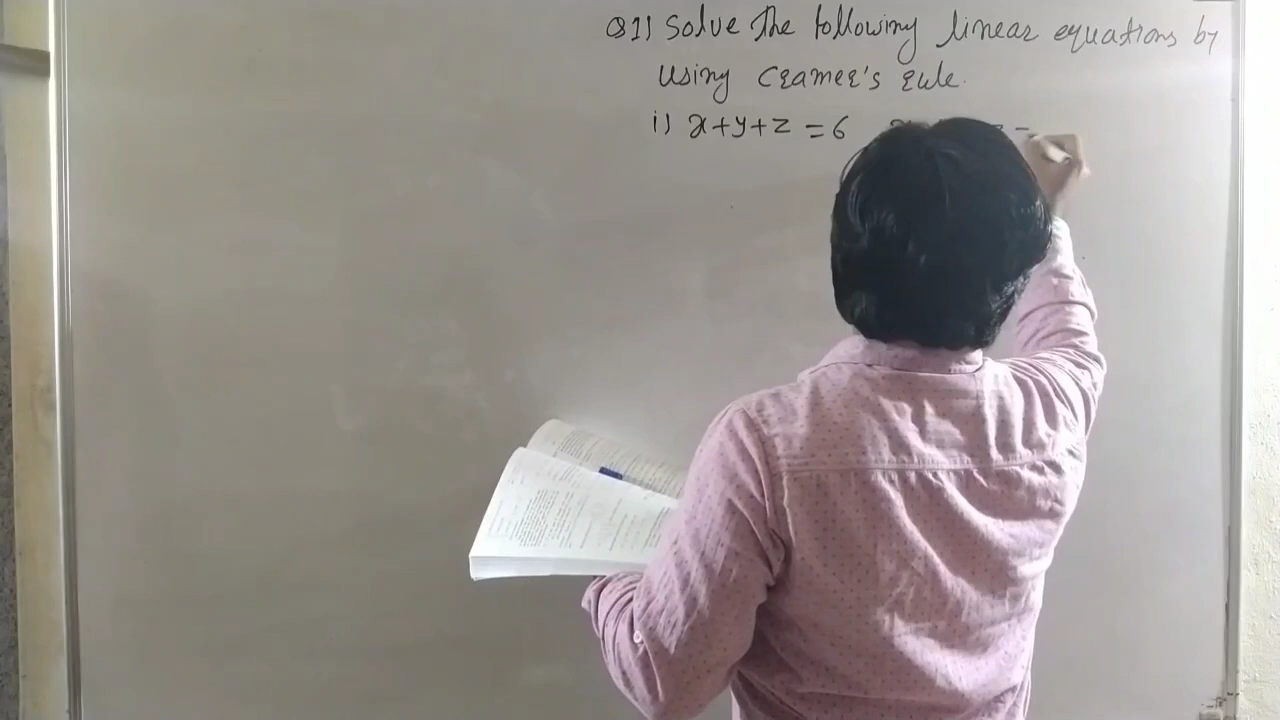 Q1) Solve the following linear equations by
using Cramer's rule.
i) x+y+z = 6